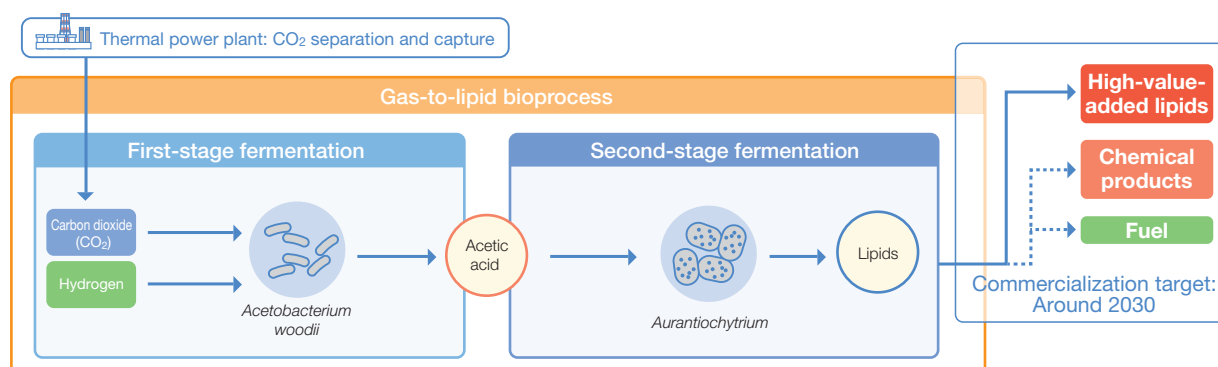 Thermal power plant: CO₂ separation and capture
Gas-to-lipid bioprocess
First-stage fermentation
Carbon dioxide
(CO₂)
Hydrogen
Acetobacterium
woodii
Acetic
acid
Second-stage fermentation
Aurantiochytrium
Lipids
High-value-
added lipids
Chemical
products
Fuel
Commercialization target:
Around 2030